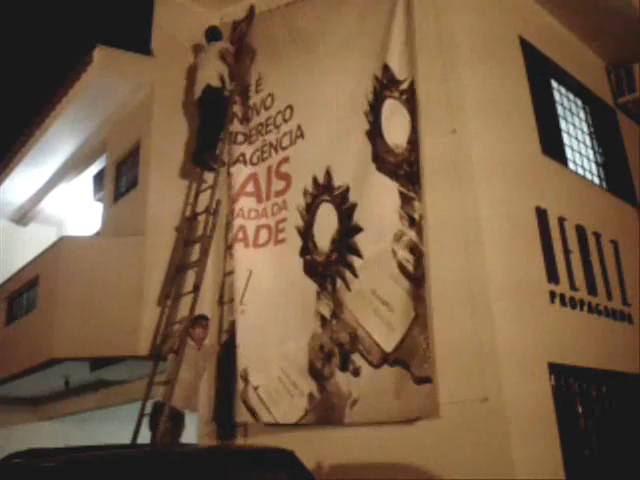 É
NOVO
DEREÇO
AGÊNCIA
AIS
ADA DA
ADE
!
HERTZ
PROPAGANDA